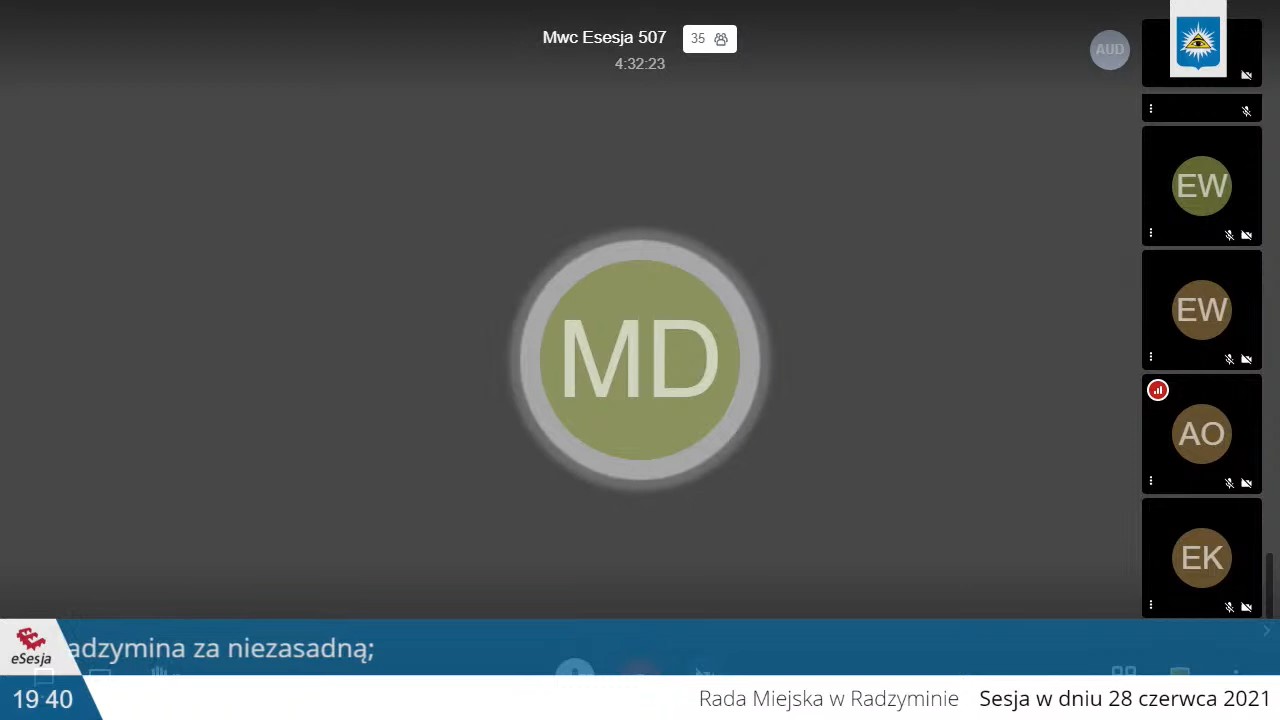 Mwc Esesja 507
35
4:32:23
AUD
EW
EW
MD
AO
EK
adzymina za niezasadną;
eSesja
19:40
Rada Miejska w Radzyminie
Sesja w dniu 28 czerwca 2021